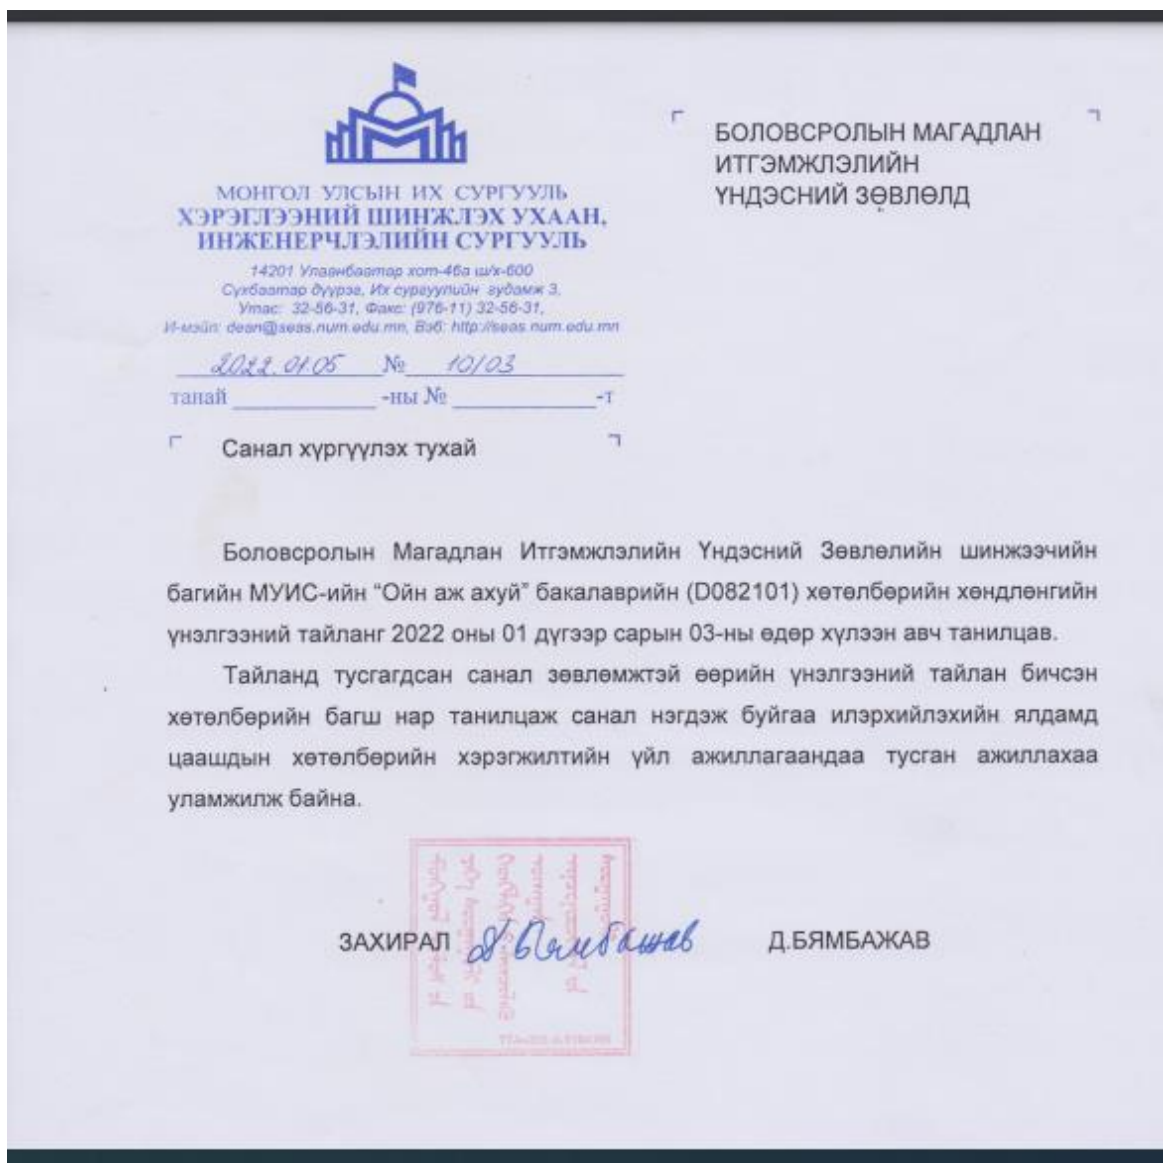 МОНГОЛ УЛСЫН ИХ СУРГУУЛЬ
ХЭРЭГЛЭЭНИЙ ШИНЖЛЭХ УХААН,
ИНЖЕНЕРЧЛЭЛИЙН СУРГУУЛЬ
14201 Улаанбаатар хот-46а ш/х-600
Сүхбаатар дүүрэг, Их сургуулийн гудамж 3,
Утас: 32-56-31, Факс: (976-11) 32-56-31,
И-мэйл: dean@seas.num.edu.mn, Вэб: http://seas.num.edu.mn
2022.01.05 № 10/03
танай -ны № -т
БОЛОВСРОЛЫН МАГАДЛАН
ИТГЭМЖЛЭЛИЙН
ҮНДЭСНИЙ ЗӨВЛӨЛД
Санал хүргүүлэх тухай
Боловсролын Магадлан Итгэмжлэлийн Үндэсний Зөвлөлийн шинжээчийн
багийн МУИС-ийн “Ойн аж ахуй” бакалаврийн (D082101) хөтөлбөрийн хөндлөнгийн
үнэлгээний тайланг 2022 оны 01 дүгээр сарын 03-ны өдөр хүлээн авч танилцав.
Тайланд тусгагдсан санал зөвлөмжтэй өөрийн үнэлгээний тайлан бичсэн
хөтөлбөрийн багш нар танилцаж санал нэгдэж буйгаа илэрхийлэхийн ялдамд
цаашдын хөтөлбөрийн хэрэгжилтийн үйл ажиллагаандаа тусган ажиллахаа
уламжилж байна.
ЗАХИРАЛ Д.Бямбажав Д.БЯМБАЖАВ